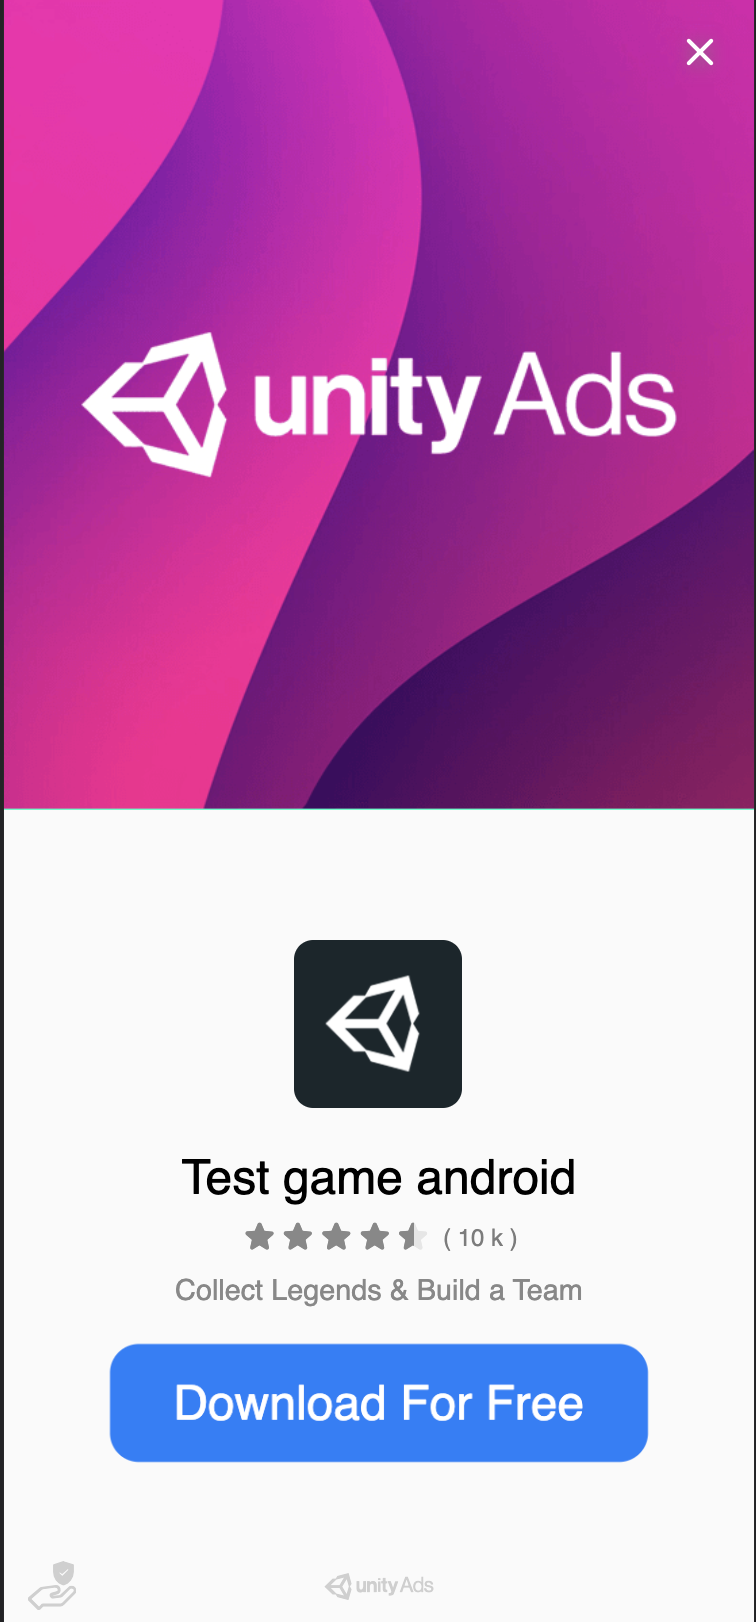 unity Ads
Test game android
( 10 k )
Collect Legends & Build a Team
Download For Free
unity Ads